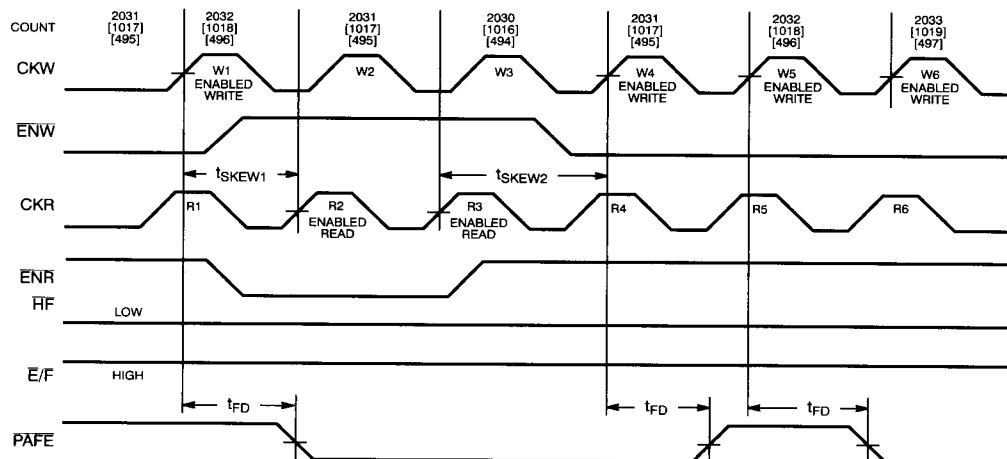 COUNT
2031 2032 2031 2030 2031 2032 2033
[1017] [1018] [1017] [1016] [1017] [1018] [1019]
[495] [496] [495] [494] [495] [496] [497]
CKW
W1 W2 W3 W4 W5 W6
ENABLED ENABLED ENABLED ENABLED
WRITE WRITE WRITE WRITE
ENW
tSKEW1 tSKEW2
CKR
R1 R2 R3 R4 R5 R6
ENABLED ENABLED
READ READ
ENR
HF
LOW
E/F
HIGH
tFD tFD tFD
PAFE